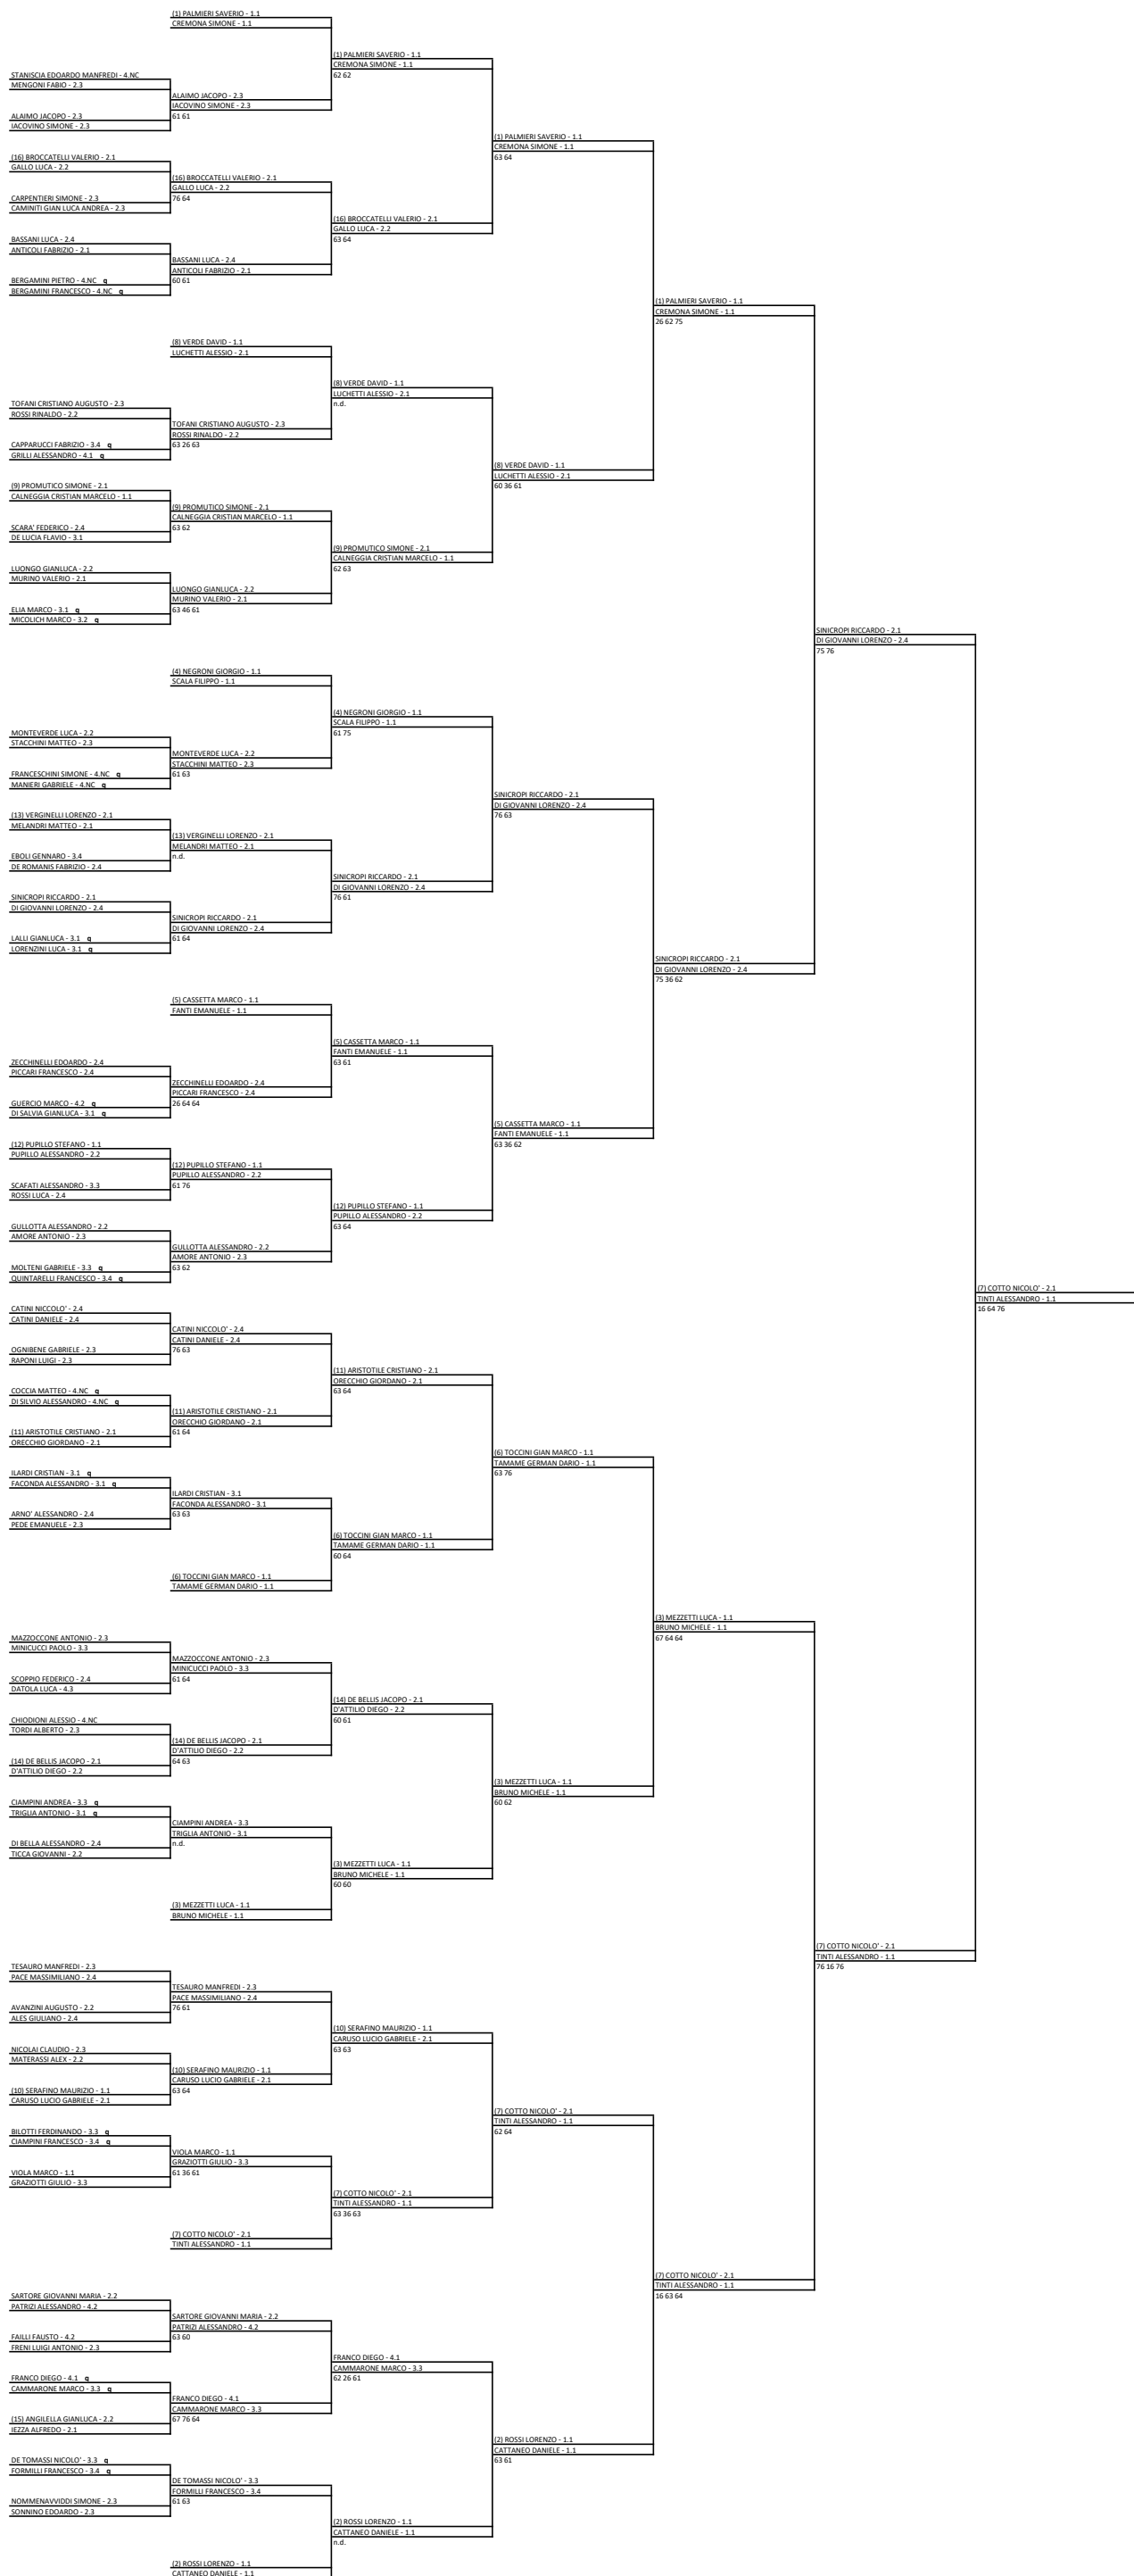 (1) PALMIERI SAVERIO - 1.1
CREMONA SIMONE - 1.1
(1) PALMIERI SAVERIO - 1.1
CREMONA SIMONE - 1.1
62 62
STANISCIA EDOARDO MANFREDI - 4.NC
MENGONI FABIO - 2.3
ALAIMO JACOPO - 2.3
IACOVINO SIMONE - 2.3
61 61
ALAIMO JACOPO - 2.3
IACOVINO SIMONE - 2.3
(1) PALMIERI SAVERIO - 1.1
CREMONA SIMONE - 1.1
63 64
(16) BROCCATELLI VALERIO - 2.1
GALLO LUCA - 2.2
(16) BROCCATELLI VALERIO - 2.1
GALLO LUCA - 2.2
76 64
CARPENTIERI SIMONE - 2.3
CAMINITI GIAN LUCA ANDREA - 2.3
(16) BROCCATELLI VALERIO - 2.1
GALLO LUCA - 2.2
63 64
BASSANI LUCA - 2.4
ANTICOLI FABRIZIO - 2.1
BASSANI LUCA - 2.4
ANTICOLI FABRIZIO - 2.1
60 61
BERGAMINI PIETRO - 4.NC q
BERGAMINI FRANCESCO - 4.NC q
(1) PALMIERI SAVERIO - 1.1
CREMONA SIMONE - 1.1
26 62 75
(8) VERDE DAVID - 1.1
LUCHETTI ALESSIO - 2.1
(8) VERDE DAVID - 1.1
LUCHETTI ALESSIO - 2.1
n.d.
TOFANI CRISTIANO AUGUSTO - 2.3
ROSSI RINALDO - 2.2
TOFANI CRISTIANO AUGUSTO - 2.3
ROSSI RINALDO - 2.2
63 26 63
CAPPARUCCI FABRIZIO - 3.4 q
GRILLI ALESSANDRO - 4.1 q
(8) VERDE DAVID - 1.1
LUCHETTI ALESSIO - 2.1
60 36 61
(9) PROMUTICO SIMONE - 2.1
CALNEGGIA CRISTIAN MARCELO - 1.1
(9) PROMUTICO SIMONE - 2.1
CALNEGGIA CRISTIAN MARCELO - 1.1
63 62
SCARA' FEDERICO - 2.4
DE LUCIA FLAVIO - 3.1
(9) PROMUTICO SIMONE - 2.1
CALNEGGIA CRISTIAN MARCELO - 1.1
62 63
LUONGO GIANLUCA - 2.2
MURINO VALERIO - 2.1
LUONGO GIANLUCA - 2.2
MURINO VALERIO - 2.1
63 46 61
ELIA MARCO - 3.1 q
MICOLICH MARCO - 3.2 q
SINICROPI RICCARDO - 2.1
DI GIOVANNI LORENZO - 2.4
75 76
(4) NEGRONI GIORGIO - 1.1
SCALA FILIPPO - 1.1
(4) NEGRONI GIORGIO - 1.1
SCALA FILIPPO - 1.1
61 75
MONTEVERDE LUCA - 2.2
STACCHINI MATTEO - 2.3
MONTEVERDE LUCA - 2.2
STACCHINI MATTEO - 2.3
61 63
FRANCESCHINI SIMONE - 4.NC q
MANIERI GABRIELE - 4.NC q
SINICROPI RICCARDO - 2.1
DI GIOVANNI LORENZO - 2.4
76 63
(13) VERGINELLI LORENZO - 2.1
MELANDRI MATTEO - 2.1
(13) VERGINELLI LORENZO - 2.1
MELANDRI MATTEO - 2.1
n.d.
EBOLI GENNARO - 3.4
DE ROMANIS FABRIZIO - 2.4
SINICROPI RICCARDO - 2.1
DI GIOVANNI LORENZO - 2.4
76 61
SINICROPI RICCARDO - 2.1
DI GIOVANNI LORENZO - 2.4
SINICROPI RICCARDO - 2.1
DI GIOVANNI LORENZO - 2.4
61 64
LALLI GIANLUCA - 3.1 q
LORENZINI LUCA - 3.1 q
SINICROPI RICCARDO - 2.1
DI GIOVANNI LORENZO - 2.4
75 36 62
(5) CASSETTA MARCO - 1.1
FANTI EMANUELE - 1.1
(5) CASSETTA MARCO - 1.1
FANTI EMANUELE - 1.1
63 61
ZECCHINELLI EDOARDO - 2.4
PICCARI FRANCESCO - 2.4
ZECCHINELLI EDOARDO - 2.4
PICCARI FRANCESCO - 2.4
26 64 64
GUERCIO MARCO - 4.2 q
DI SALVIA GIANLUCA - 3.1 q
(5) CASSETTA MARCO - 1.1
FANTI EMANUELE - 1.1
63 36 62
(12) PUPILLO STEFANO - 1.1
PUPILLO ALESSANDRO - 2.2
(12) PUPILLO STEFANO - 1.1
PUPILLO ALESSANDRO - 2.2
61 76
SCAFATI ALESSANDRO - 3.3
ROSSI LUCA - 2.4
(12) PUPILLO STEFANO - 1.1
PUPILLO ALESSANDRO - 2.2
63 64
GULLOTTA ALESSANDRO - 2.2
AMORE ANTONIO - 2.3
GULLOTTA ALESSANDRO - 2.2
AMORE ANTONIO - 2.3
63 62
MOLTENI GABRIELE - 3.3 q
QUINTARELLI FRANCESCO - 3.4 q
(7) COTTO NICOLO' - 2.1
TINTI ALESSANDRO - 1.1
16 64 76
CATINI NICCOLO' - 2.4
CATINI DANIELE - 2.4
CATINI NICCOLO' - 2.4
CATINI DANIELE - 2.4
76 63
OGNIBENE GABRIELE - 2.3
RAPONI LUIGI - 2.3
(11) ARISTOTILE CRISTIANO - 2.1
ORECCHIO GIORDANO - 2.1
63 64
COCCIA MATTEO - 4.NC q
DI SILVIO ALESSANDRO - 4.NC q
(11) ARISTOTILE CRISTIANO - 2.1
ORECCHIO GIORDANO - 2.1
61 64
(11) ARISTOTILE CRISTIANO - 2.1
ORECCHIO GIORDANO - 2.1
(6) TOCCINI GIAN MARCO - 1.1
TAMAME GERMAN DARIO - 1.1
63 76
ILARDI CRISTIAN - 3.1 q
FACONDA ALESSANDRO - 3.1 q
ILARDI CRISTIAN - 3.1
FACONDA ALESSANDRO - 3.1
63 63
ARNO' ALESSANDRO - 2.4
PEDE EMANUELE - 2.3
(6) TOCCINI GIAN MARCO - 1.1
TAMAME GERMAN DARIO - 1.1
60 64
(6) TOCCINI GIAN MARCO - 1.1
TAMAME GERMAN DARIO - 1.1
(3) MEZZETTI LUCA - 1.1
BRUNO MICHELE - 1.1
67 64 64
MAZZOCCONE ANTONIO - 2.3
MINICUCCI PAOLO - 3.3
MAZZOCCONE ANTONIO - 2.3
MINICUCCI PAOLO - 3.3
61 64
SCOPPIO FEDERICO - 2.4
DATOLA LUCA - 4.3
(14) DE BELLIS JACOPO - 2.1
D'ATTILIO DIEGO - 2.2
60 61
CHIODIONI ALESSIO - 4.NC
TORDI ALBERTO - 2.3
(14) DE BELLIS JACOPO - 2.1
D'ATTILIO DIEGO - 2.2
64 63
(14) DE BELLIS JACOPO - 2.1
D'ATTILIO DIEGO - 2.2
(3) MEZZETTI LUCA - 1.1
BRUNO MICHELE - 1.1
60 62
CIAMPINI ANDREA - 3.3 q
TRIGLIA ANTONIO - 3.1 q
CIAMPINI ANDREA - 3.3
TRIGLIA ANTONIO - 3.1
n.d.
DI BELLA ALESSANDRO - 2.4
TICCA GIOVANNI - 2.2
(3) MEZZETTI LUCA - 1.1
BRUNO MICHELE - 1.1
60 60
(3) MEZZETTI LUCA - 1.1
BRUNO MICHELE - 1.1
(7) COTTO NICOLO' - 2.1
TINTI ALESSANDRO - 1.1
76 16 76
TESAURO MANFREDI - 2.3
PACE MASSIMILIANO - 2.4
TESAURO MANFREDI - 2.3
PACE MASSIMILIANO - 2.4
76 61
AVANZINI AUGUSTO - 2.2
ALES GIULIANO - 2.4
(10) SERAFINO MAURIZIO - 1.1
CARUSO LUCIO GABRIELE - 2.1
63 63
NICOLAI CLAUDIO - 2.3
MATERASSI ALEX - 2.2
(10) SERAFINO MAURIZIO - 1.1
CARUSO LUCIO GABRIELE - 2.1
63 64
(10) SERAFINO MAURIZIO - 1.1
CARUSO LUCIO GABRIELE - 2.1
(7) COTTO NICOLO' - 2.1
TINTI ALESSANDRO - 1.1
62 64
BILOTTI FERDINANDO - 3.3 q
CIAMPINI FRANCESCO - 3.4 q
VIOLA MARCO - 1.1
GRAZIOTTI GIULIO - 3.3
61 36 61
VIOLA MARCO - 1.1
GRAZIOTTI GIULIO - 3.3
(7) COTTO NICOLO' - 2.1
TINTI ALESSANDRO - 1.1
63 36 63
(7) COTTO NICOLO' - 2.1
TINTI ALESSANDRO - 1.1
(7) COTTO NICOLO' - 2.1
TINTI ALESSANDRO - 1.1
16 63 64
SARTORE GIOVANNI MARIA - 2.2
PATRIZI ALESSANDRO - 4.2
SARTORE GIOVANNI MARIA - 2.2
PATRIZI ALESSANDRO - 4.2
63 60
FAILLI FAUSTO - 4.2
FRENI LUIGI ANTONIO - 2.3
FRANCO DIEGO - 4.1
CAMMARONE MARCO - 3.3
62 26 61
FRANCO DIEGO - 4.1 q
CAMMARONE MARCO - 3.3 q
FRANCO DIEGO - 4.1
CAMMARONE MARCO - 3.3
67 76 64
(15) ANGILELLA GIANLUCA - 2.2
IEZZA ALFREDO - 2.1
(2) ROSSI LORENZO - 1.1
CATTANEO DANIELE - 1.1
63 61
DE TOMASSI NICOLO' - 3.3 q
FORMILLI FRANCESCO - 3.4 q
DE TOMASSI NICOLO' - 3.3
FORMILLI FRANCESCO - 3.4
61 63
NOMMENAVVIDDI SIMONE - 2.3
SONNINO EDOARDO - 2.3
(2) ROSSI LORENZO - 1.1
CATTANEO DANIELE - 1.1
n.d.
(2) ROSSI LORENZO - 1.1
CATTANEO DANIELE - 1.1